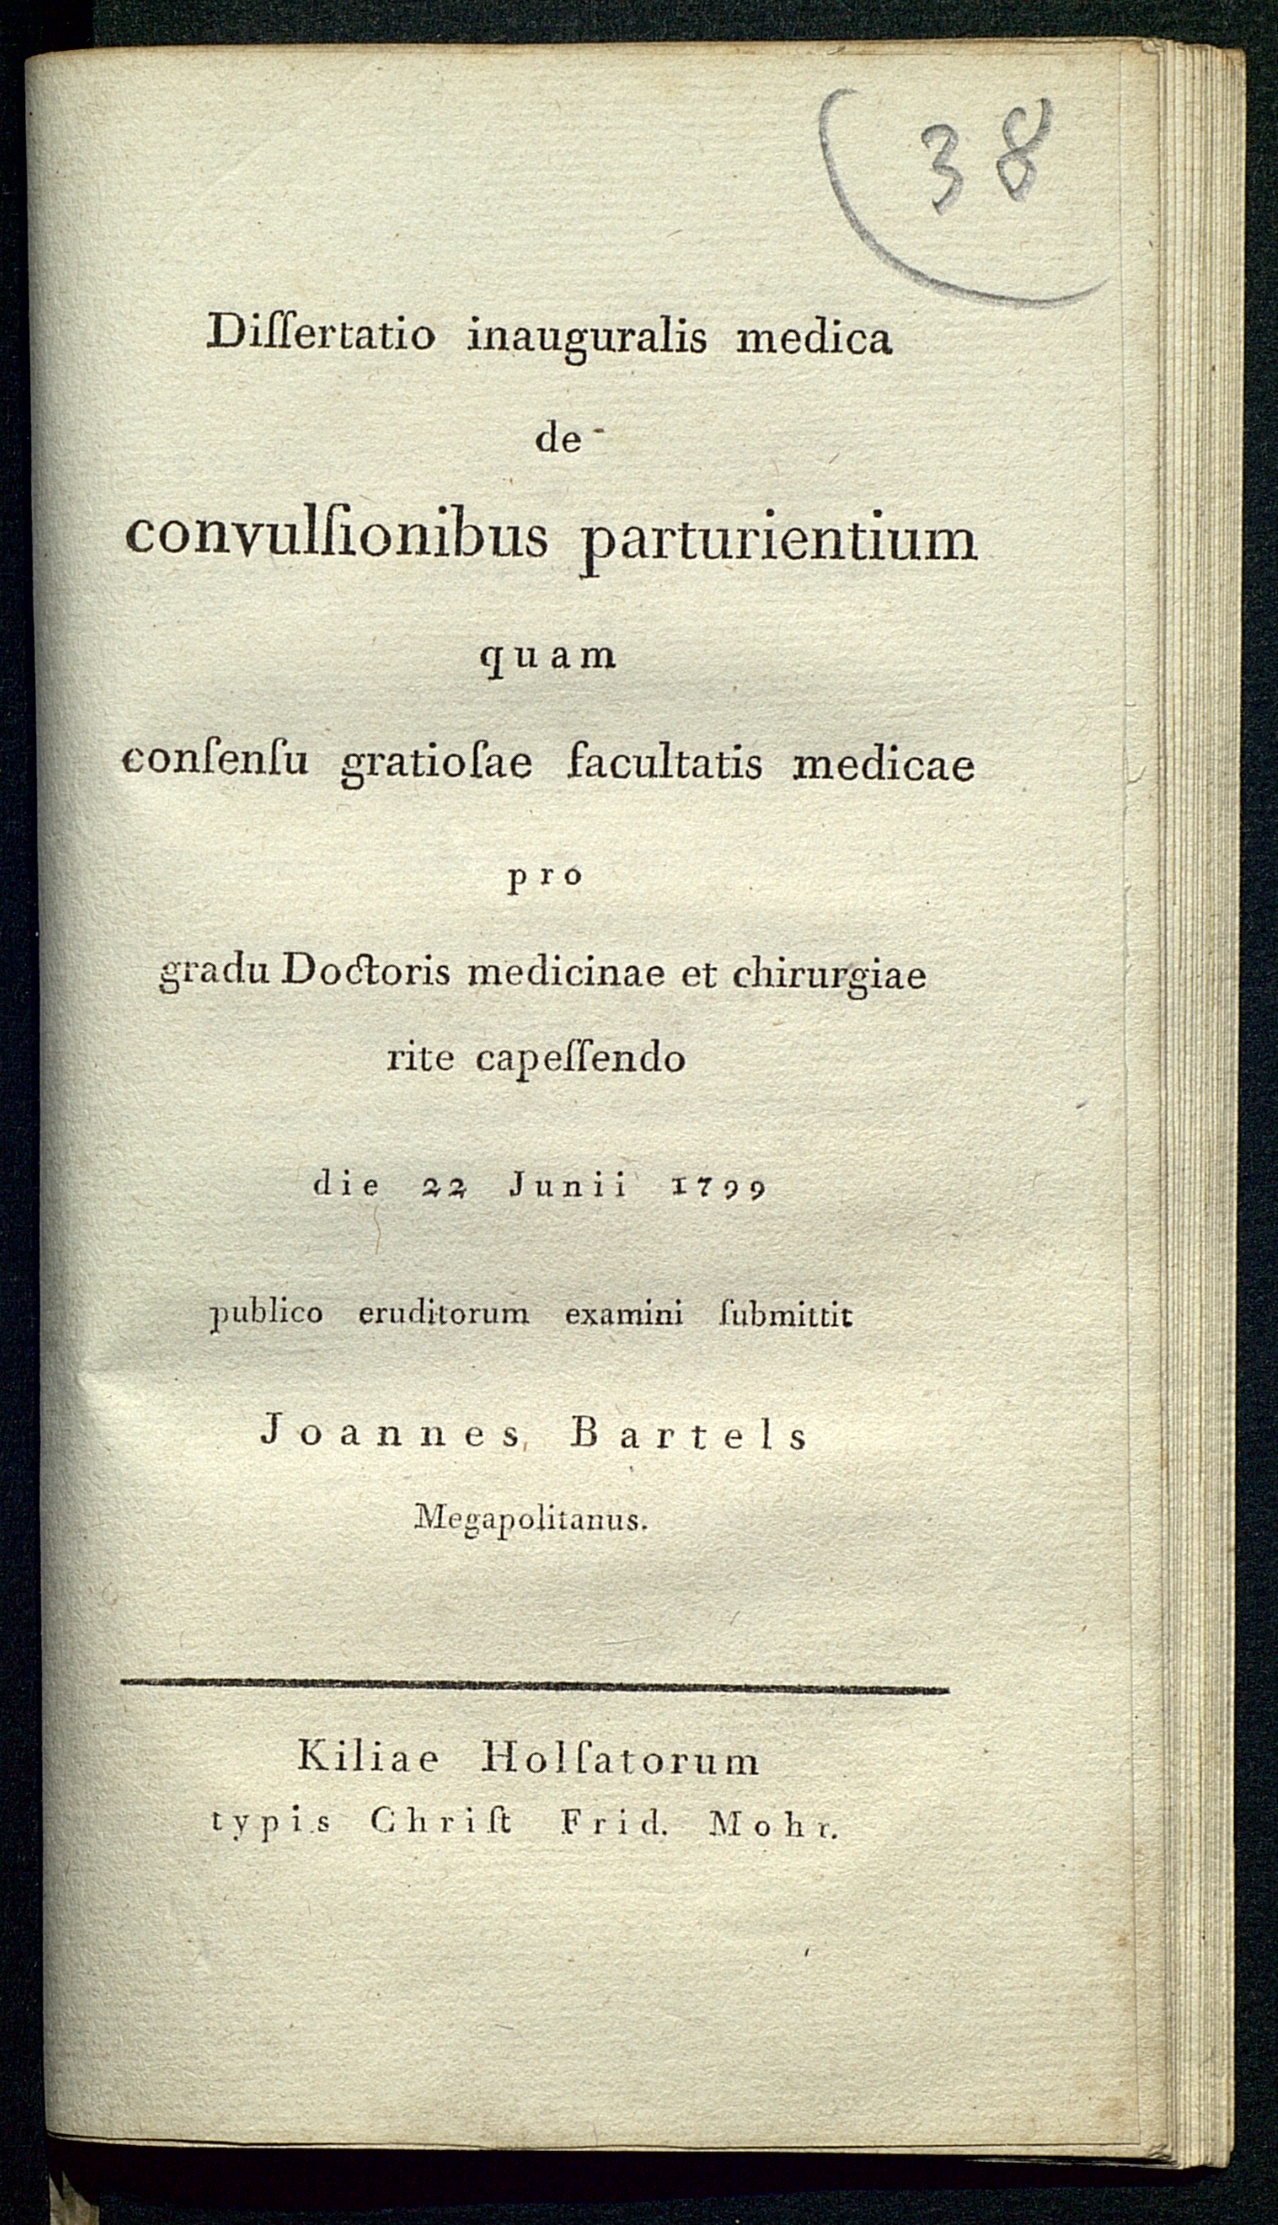 38
Diſſertatio inauguralis medica
de
convulſionibus parturientium
quam
conſenſu gratioſae facultatis medicae
pro
gradu Doctoris medicinae et chirurgiae
rite capeſſendo
die 22 Junii 1799
publico eruditorum examini ſubmittit
Joannes Bartels
Megapolitanus.
Kiliae Holſatorum
typis Chriſt Frid. Mohr.